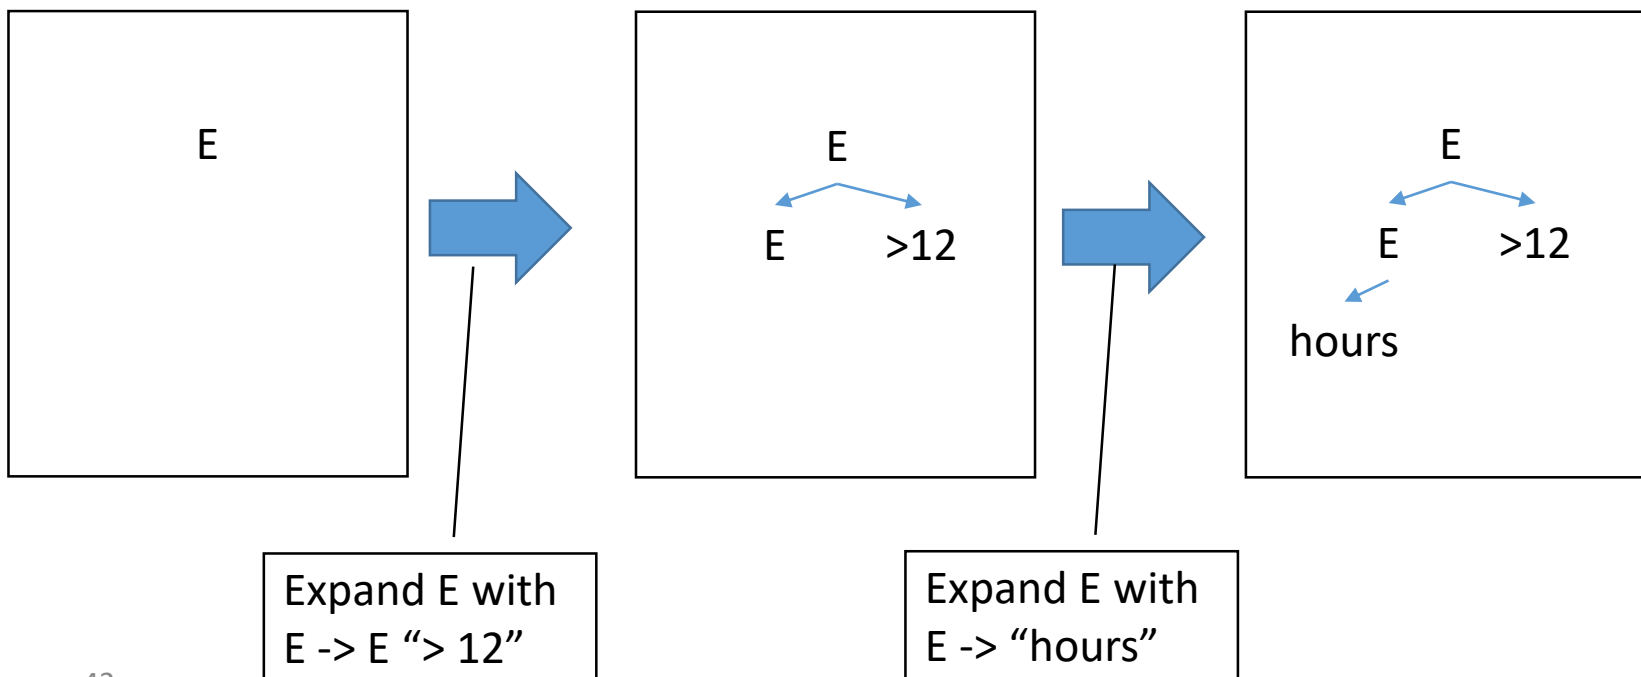 E
E
E >12
E
E >12
hours
Expand E with
E -> E “> 12”
Expand E with
E -> “hours”